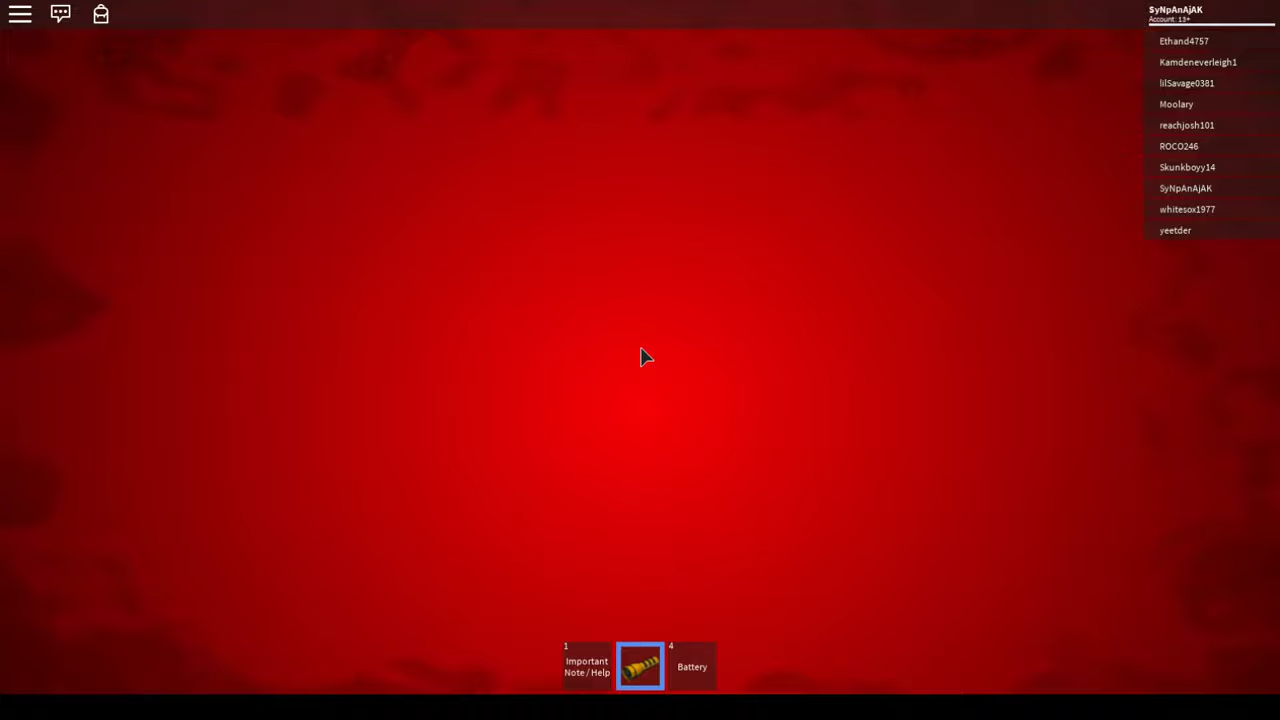 SyNpAnAjAK
Account: 13+
Ethand4757
Kamdeneverleigh1
lilSavage0381
Moolary
reachjosh101
ROCO246
Skunkboyy14
SyNpAnAjAK
whitesox1977
yeetder
1
Important
Note / Help
4
Battery